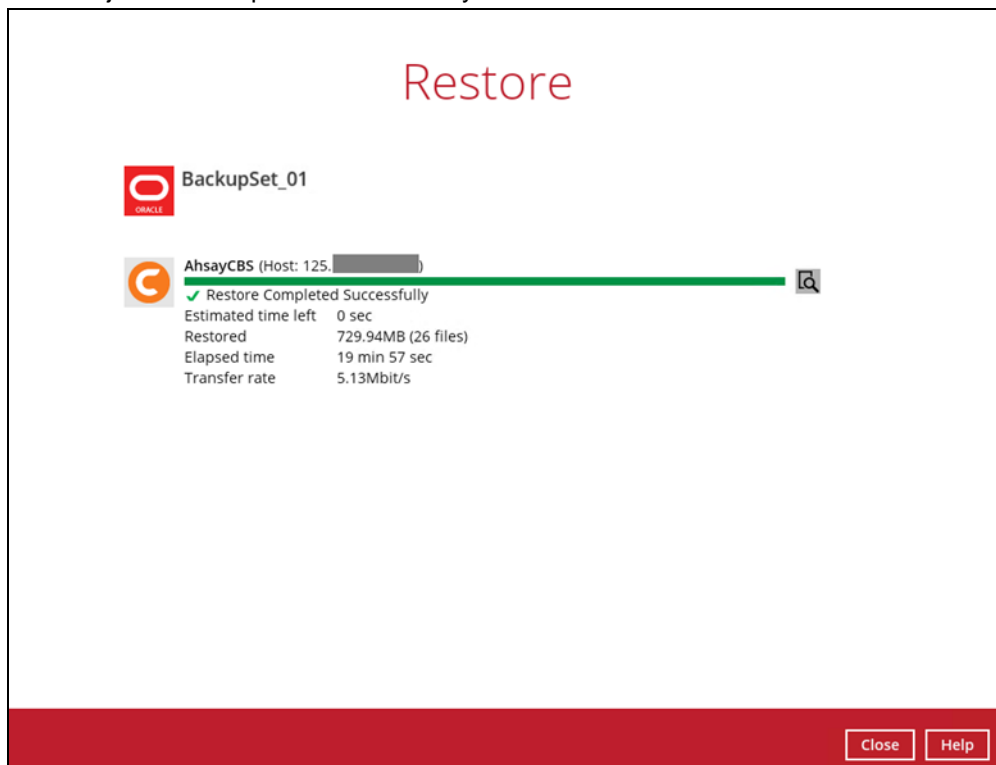 Restore
BackupSet_01
ORACLE
AhsayCBS (Host: 125. )
Restore Completed Successfully
Estimated time left 0 sec
Restored 729.94MB (26 files)
Elapsed time 19 min 57 sec
Transfer rate 5.13Mbit/s
Close Help